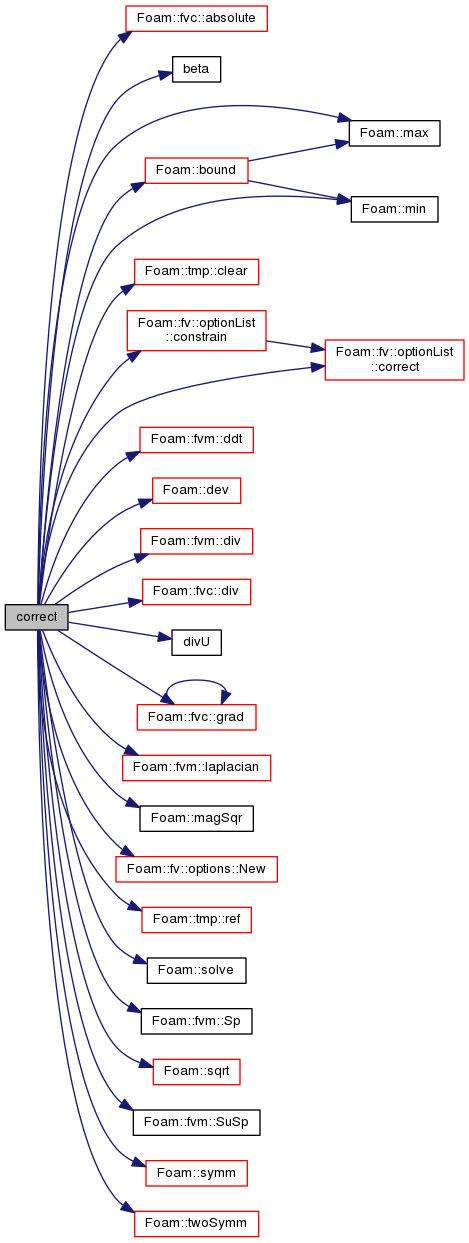 Foam::fvc::absolute
beta
Foam::max
Foam::bound
Foam::min
Foam::tmp::clear
Foam::fv::optionList
::constrain
Foam::fv::optionList
::correct
Foam::fvm::ddt
Foam::dev
Foam::fvm::div
Foam::fvc::div
correct
divU
Foam::fvc::grad
Foam::fvm::laplacian
Foam::magSqr
Foam::fv::options::New
Foam::tmp::ref
Foam::solve
Foam::fvm::Sp
Foam::sqrt
Foam::fvm::SuSp
Foam::symm
Foam::twoSymm